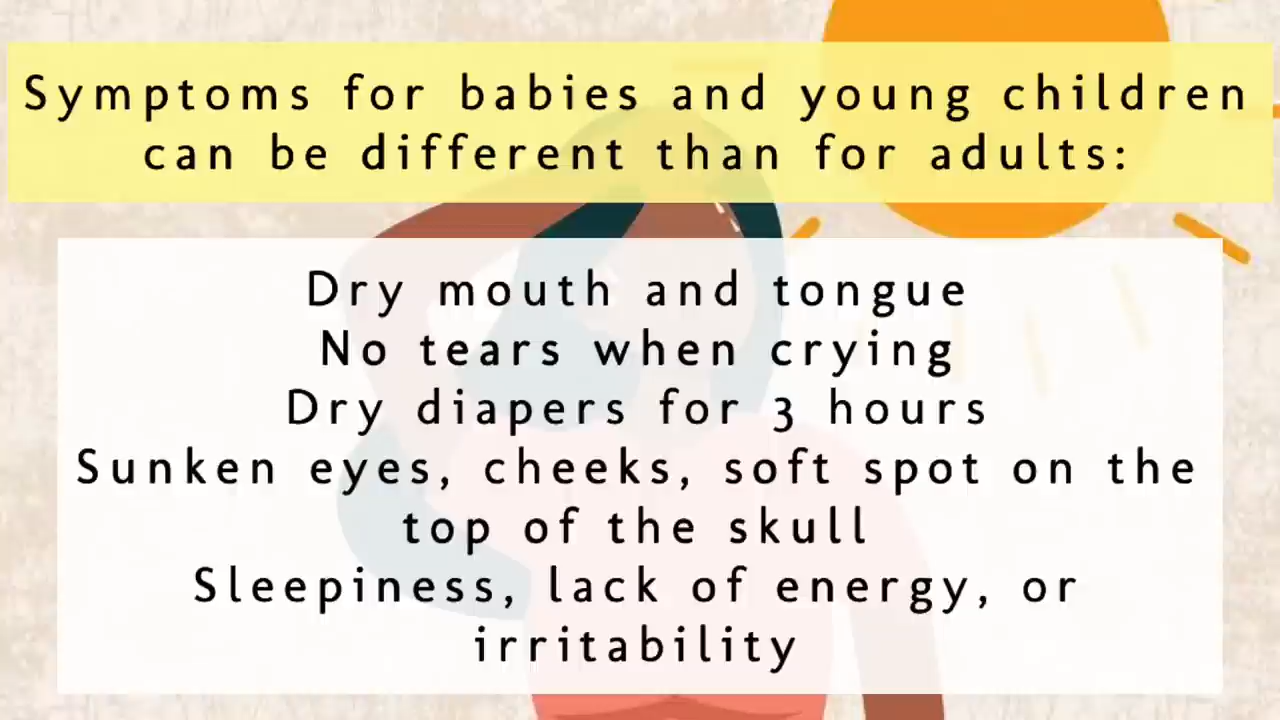 Symptoms for babies and young children
can be different than for adults:
Dry mouth and tongue
No tears when crying
Dry diapers for 3 hours
Sunken eyes, cheeks, soft spot on the
top of the skull
Sleepiness, lack of energy, or
irritability